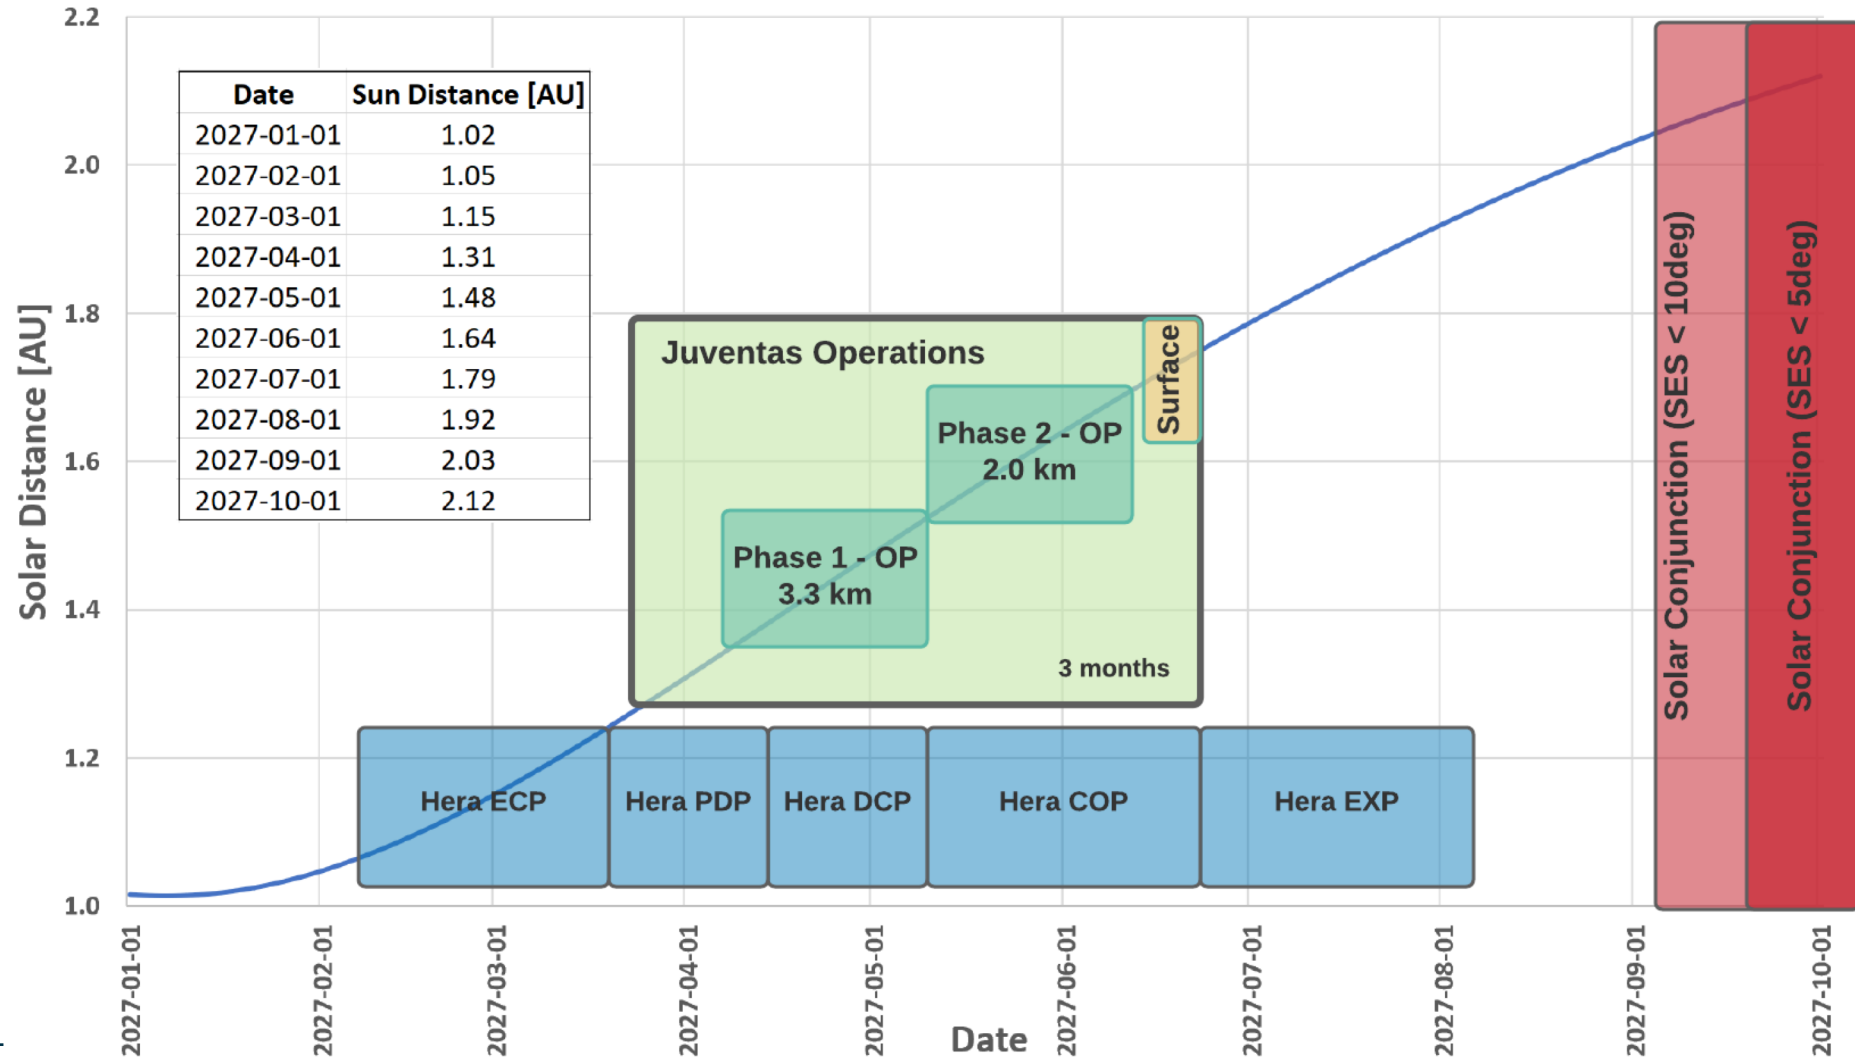 Solar Distance [AU]
2.2
2.0
1.8
1.6
1.4
1.2
1.0
Date Sun Distance [AU]
2027-01-01 1.02
2027-02-01 1.05
2027-03-01 1.15
2027-04-01 1.31
2027-05-01 1.48
2027-06-01 1.64
2027-07-01 1.79
2027-08-01 1.92
2027-09-01 2.03
2027-10-01 2.12
Juventas Operations
Surface
Phase 2 - OP
2.0 km
Phase 1 - OP
3.3 km
3 months
Hera ECP
Hera PDP
Hera DCP
Hera COP
Hera EXP
Solar Conjunction (SES < 10deg)
Solar Conjunction (SES < 5deg)
2027-01-01
2027-02-01
2027-03-01
2027-04-01
2027-05-01
2027-06-01
2027-07-01
2027-08-01
2027-09-01
2027-10-01
Date